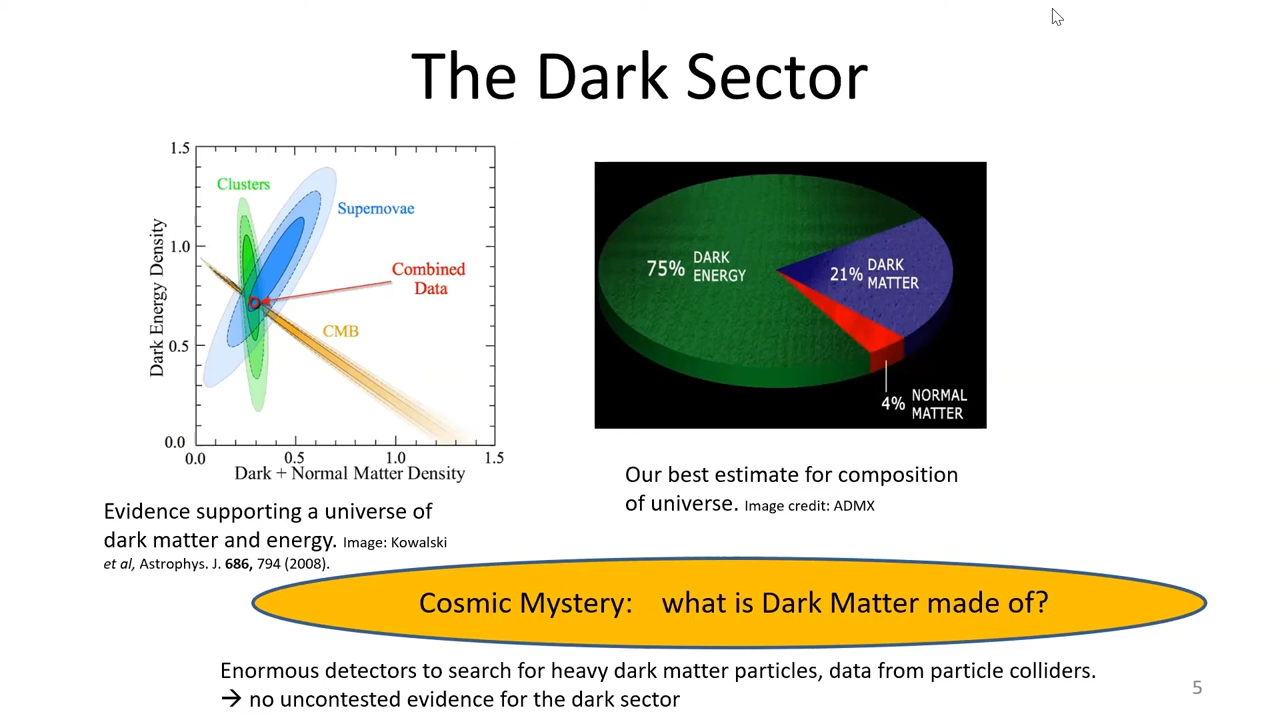 The Dark Sector
1.5
1.0
0.5
0.0
0.0
0.5
1.0
1.5
Dark Energy Density
Dark + Normal Matter Density
Clusters
Supernovae
Combined
Data
CMB
75%
DARK
ENERGY
21%
DARK
MATTER
4%
NORMAL
MATTER
Evidence supporting a universe of
dark matter and energy. Image: Kowalski
et al, Astrophys. J. 686, 794 (2008).
Our best estimate for composition
of universe. Image credit: ADMX
Cosmic Mystery: what is Dark Matter made of?
Enormous detectors to search for heavy dark matter particles, data from particle colliders.
→ no uncontested evidence for the dark sector
5